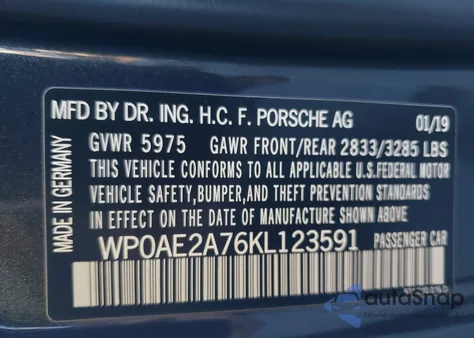 MFD BY DR. ING. H.C. F. PORSCHE AG 01/19
GVWR 5975 GAWR FRONT/REAR 2833/3285 LBS
THIS VEHICLE CONFORMS TO ALL APPLICABLE U.S.FEDERAL MOTOR
VEHICLE SAFETY,BUMPER,AND THEFT PREVENTION STANDARDS
IN EFFECT ON THE DATE OF MANUFACTURE SHOWN ABOVE
WP0AE2A76KL123591 PASSENGER CAR
MADE IN GERMANY
autoSnap